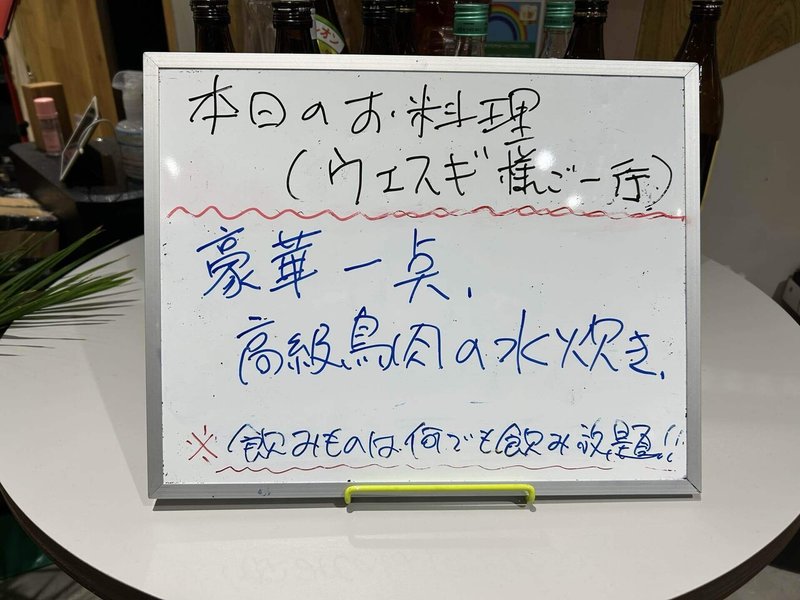 本日のお料理
(ウエスギ様ご一行)
豪華一点、
高級鳥肉の水炊き、
※飲みものは何でも飲み放題!!